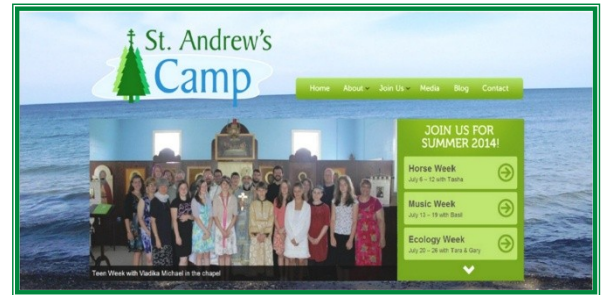 St. Andrew's
Camp
Home About Join Us Media Blog Contact
JOIN US FOR
SUMMER 2014!
Horse Week
July 6 – 12 with Tasha
Music Week
July 13 – 19 with Basil
Ecology Week
July 20 – 26 with Tara & Gary
Teen Week with Vladika Michael in the chapel